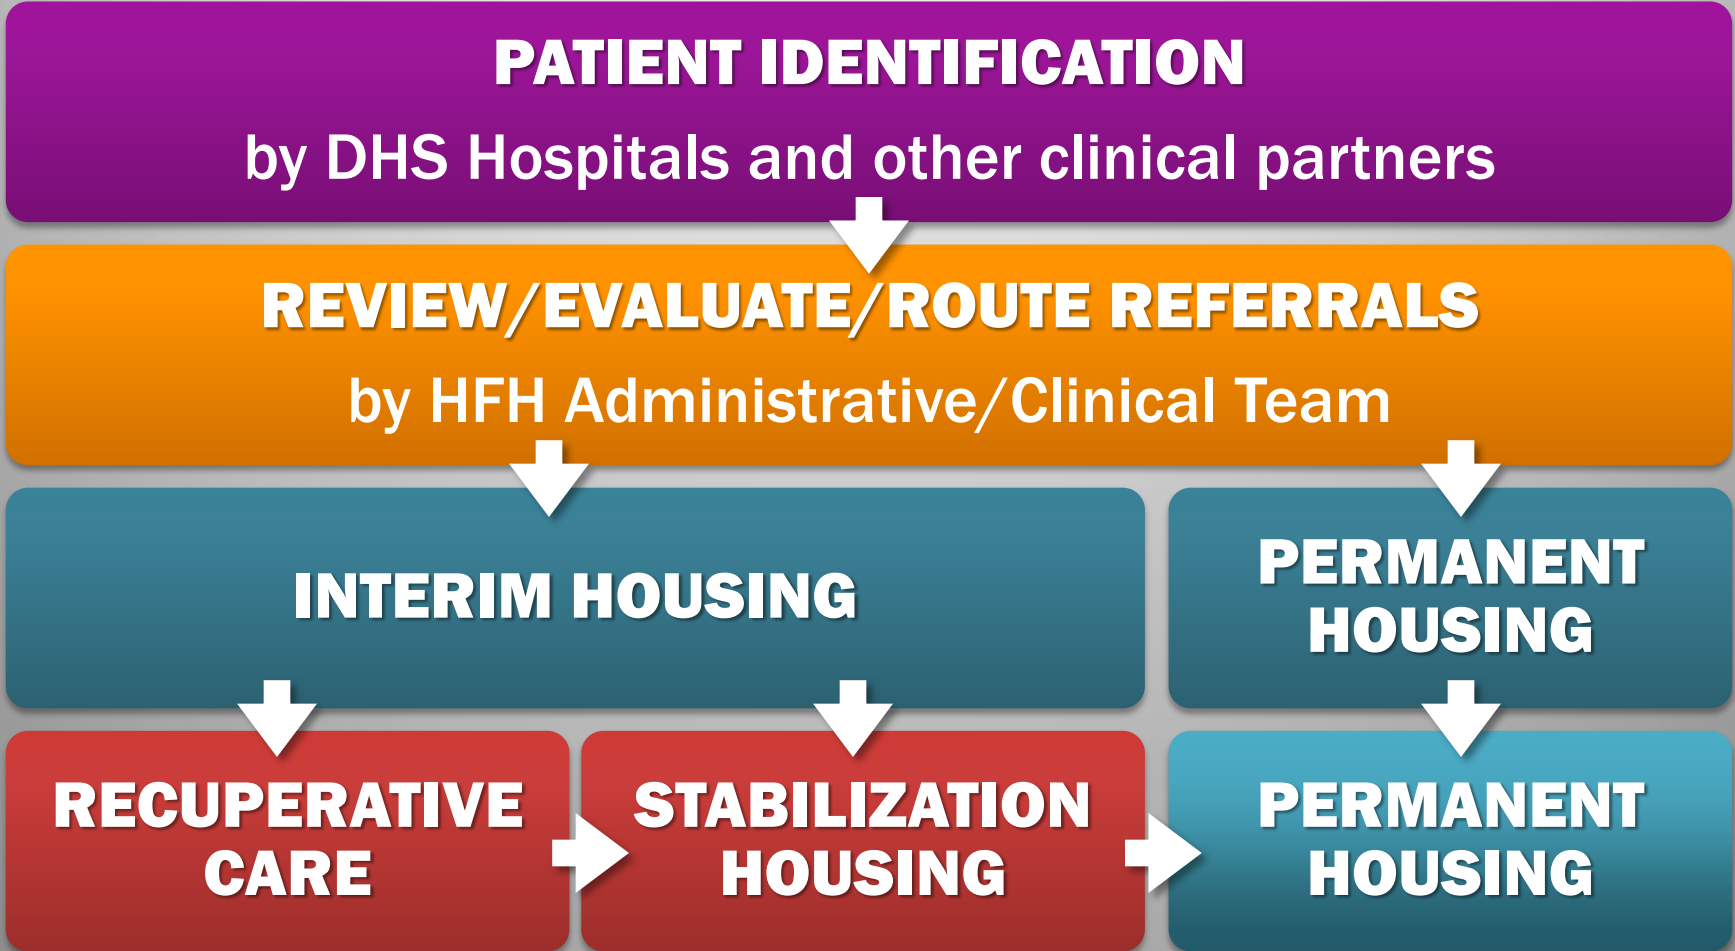 PATIENT IDENTIFICATION
by DHS Hospitals and other clinical partners
REVIEW/EVALUATE/ROUTE REFERRALS
by HFH Administrative/Clinical Team
INTERIM HOUSING
PERMANENT
HOUSING
RECUPERATIVE
CARE
STABILIZATION
HOUSING
PERMANENT
HOUSING